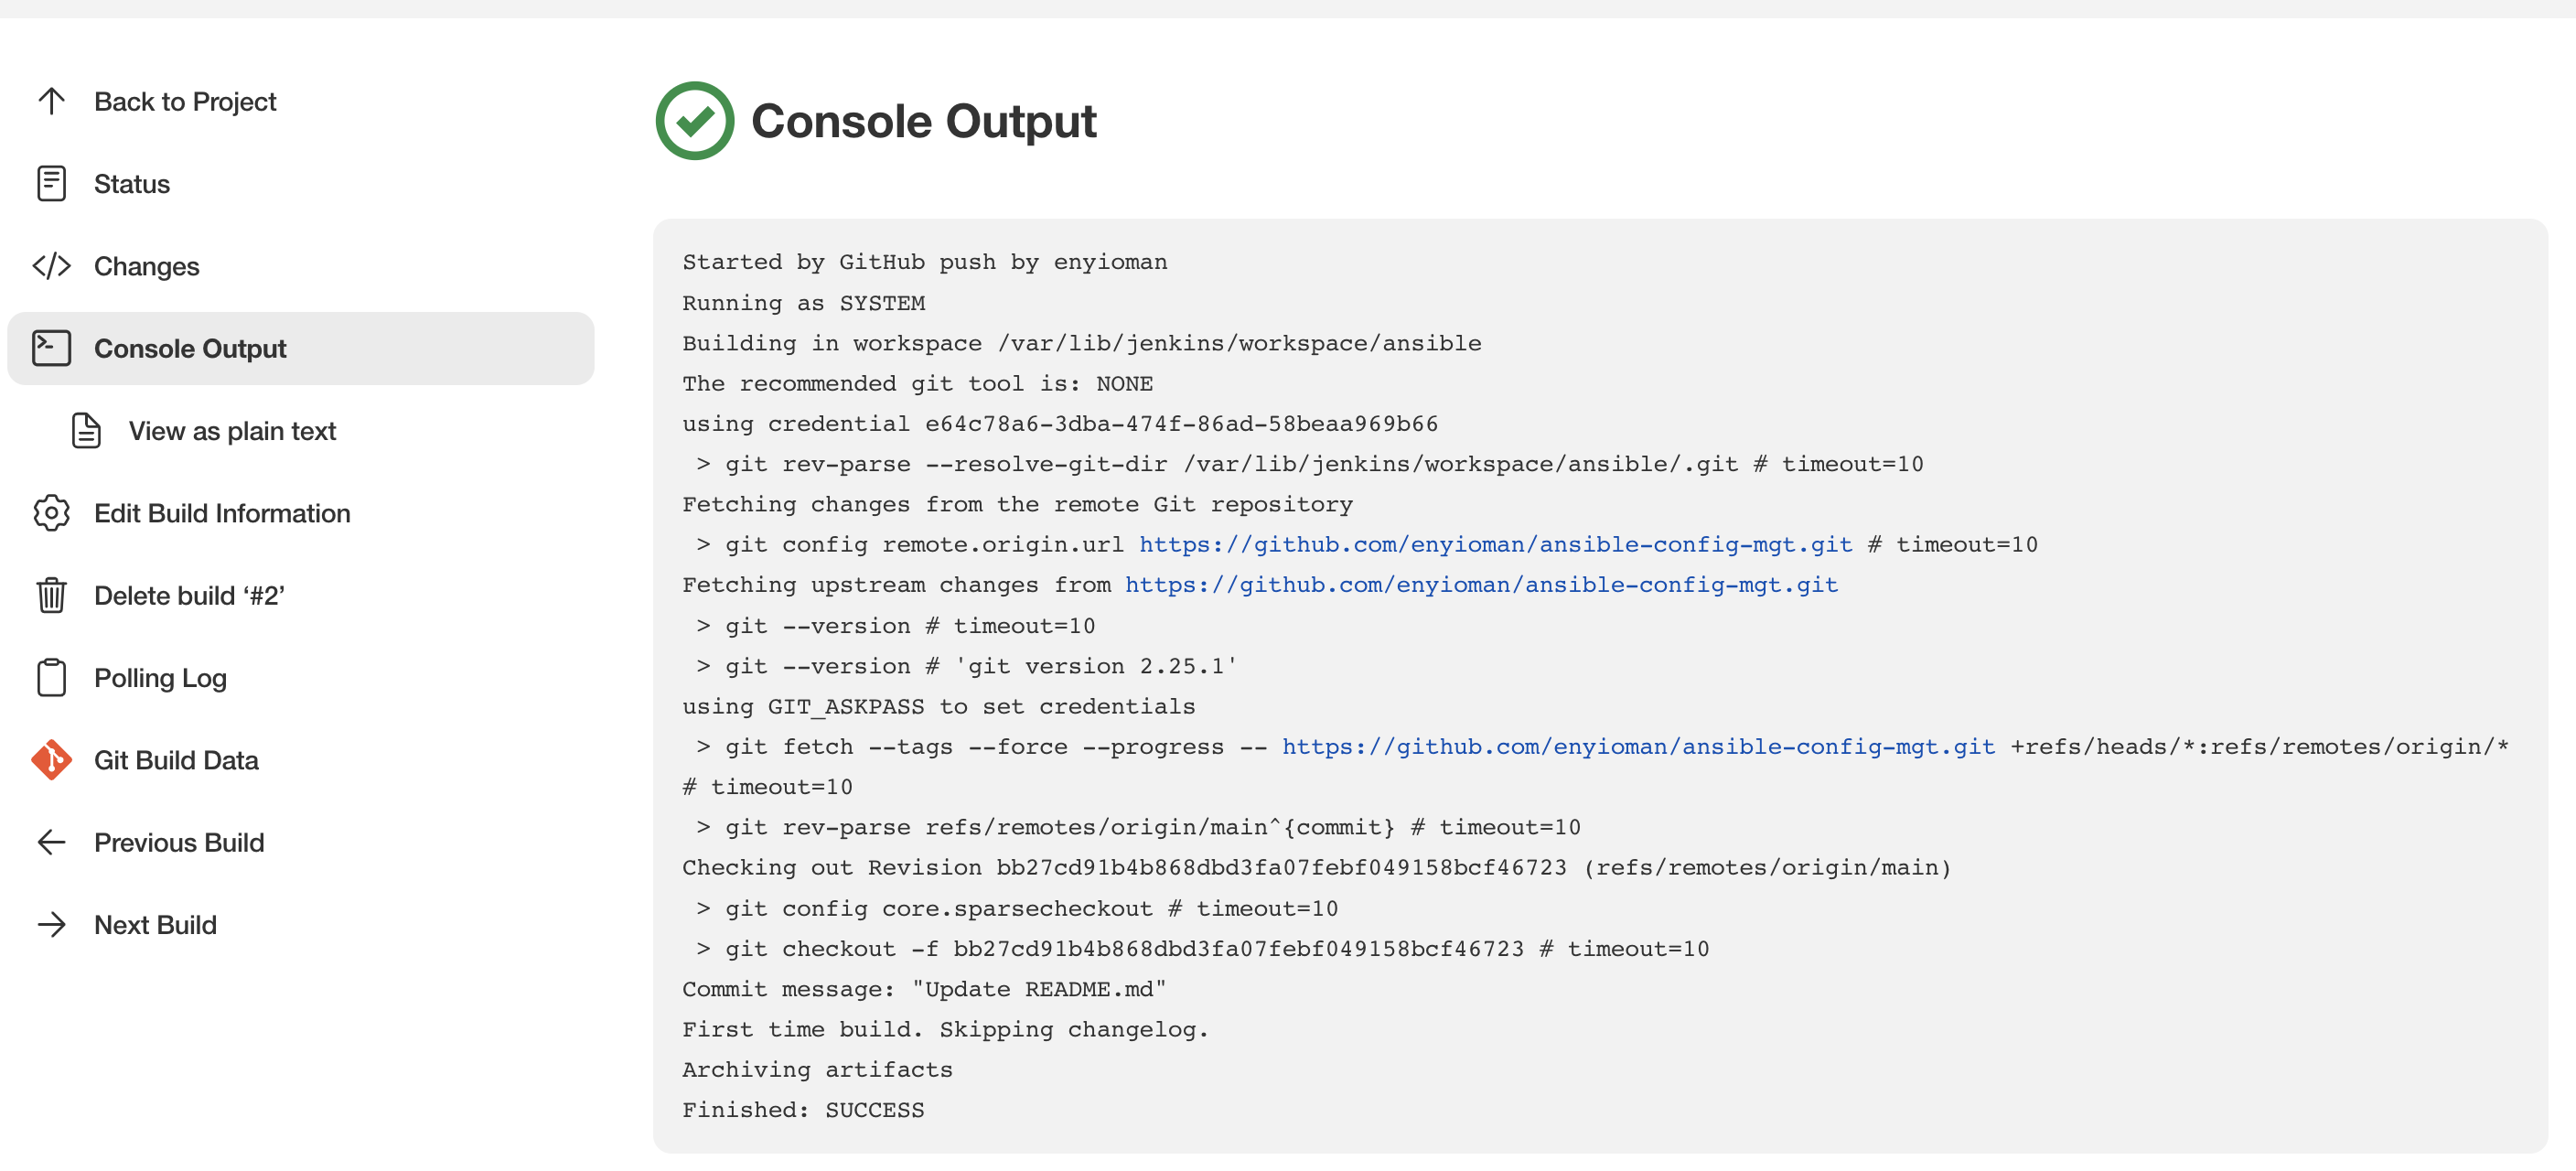 Back to Project
Status
Changes
Console Output
View as plain text
Edit Build Information
Delete build ‘#2’
Polling Log
Git Build Data
Previous Build
Next Build
Console Output
Started by GitHub push by enyioman
Running as SYSTEM
Building in workspace /var/lib/jenkins/workspace/ansible
The recommended git tool is: NONE
using credential e64c78a6-3dba-474f-86ad-58beaa969b66
 > git rev-parse --resolve-git-dir /var/lib/jenkins/workspace/ansible/.git # timeout=10
Fetching changes from the remote Git repository
 > git config remote.origin.url https://github.com/enyioman/ansible-config-mgt.git # timeout=10
Fetching upstream changes from https://github.com/enyioman/ansible-config-mgt.git
 > git --version # timeout=10
 > git --version # 'git version 2.25.1'
using GIT_ASKPASS to set credentials
 > git fetch --tags --force --progress -- https://github.com/enyioman/ansible-config-mgt.git +refs/heads/*:refs/remotes/origin/*
# timeout=10
 > git rev-parse refs/remotes/origin/main^{commit} # timeout=10
Checking out Revision bb27cd91b4b868dbd3fa07febf049158bcf46723 (refs/remotes/origin/main)
 > git config core.sparsecheckout # timeout=10
 > git checkout -f bb27cd91b4b868dbd3fa07febf049158bcf46723 # timeout=10
Commit message: "Update README.md"
First time build. Skipping changelog.
Archiving artifacts
Finished: SUCCESS